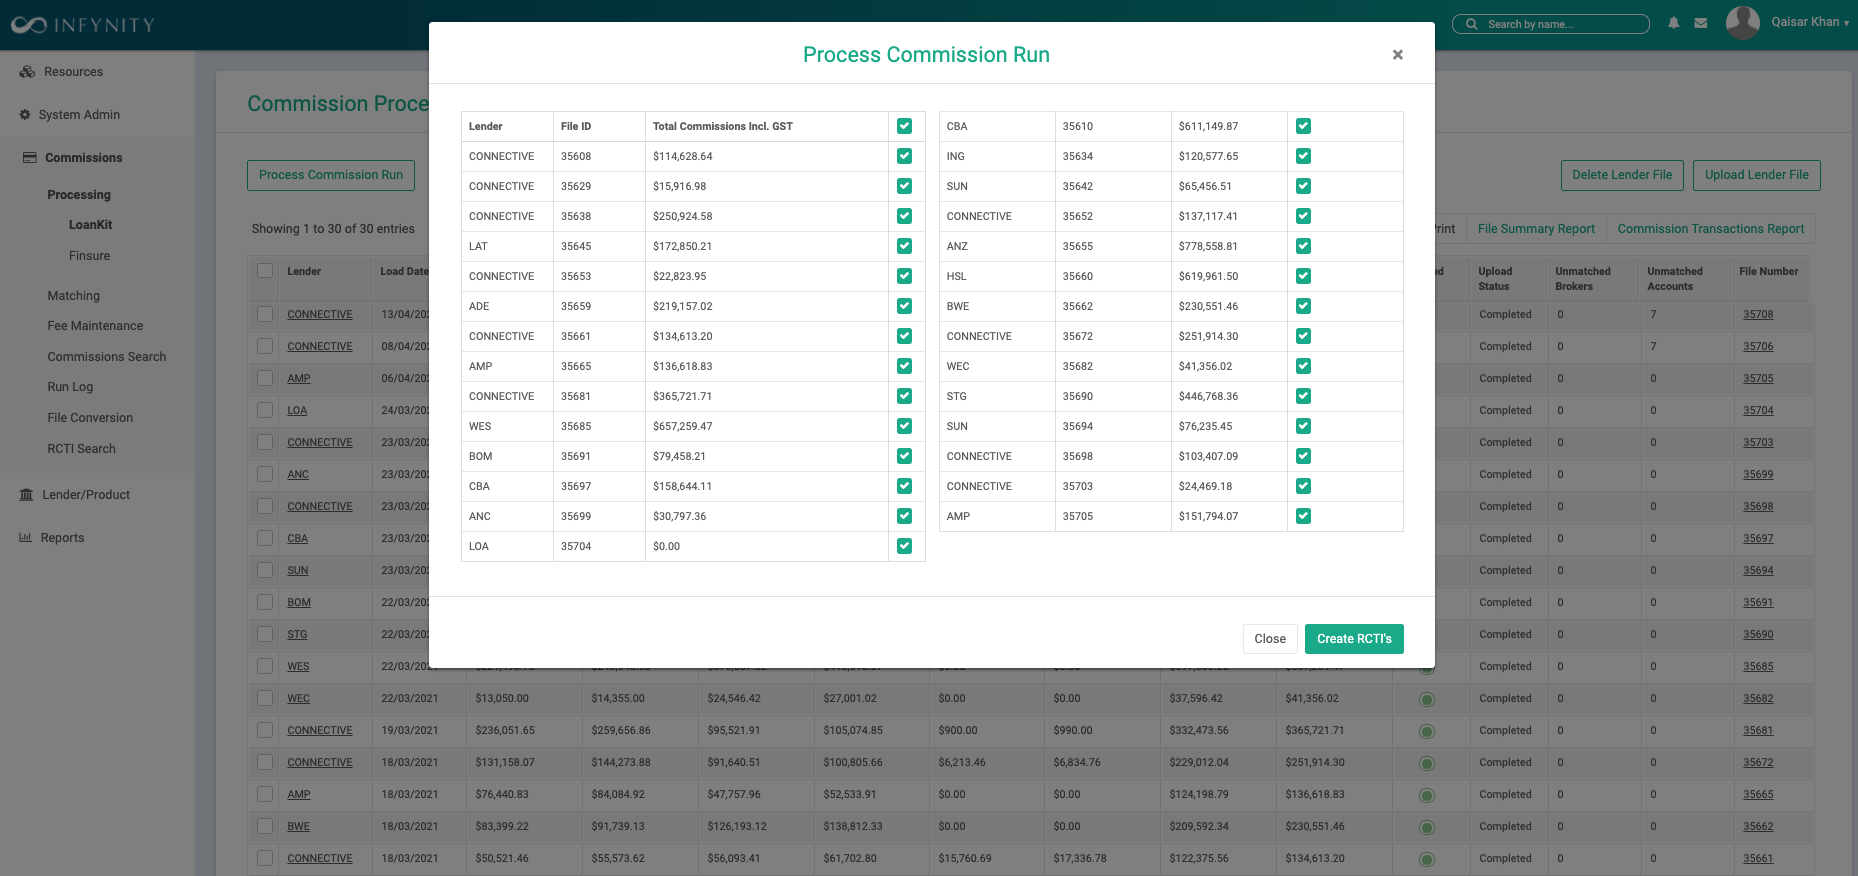 INFYNITY
Search by name...
Qaisar Khan
Resources
System Admin
Commissions
Processing
LoanKit
Finsure
Matching
Fee Maintenance
Commissions Search
Run Log
File Conversion
RCTI Search
Lender/Product
Reports
Commission Proce
Process Commission Run
Delete Lender File
Upload Lender File
Showing 1 to 30 of 30 entries
rint
File Summary Report
Commission Transactions Report
Process Commission Run
×
Lender File ID Total Commissions Incl. GST
CONNECTIVE 35608 $114,628.64
CONNECTIVE 35629 $15,916.98
CONNECTIVE 35638 $250,924.58
LAT 35645 $172,850.21
CONNECTIVE 35653 $22,823.95
ADE 35659 $219,157.02
CONNECTIVE 35661 $134,613.20
AMP 35665 $136,618.83
CONNECTIVE 35681 $365,721.71
WES 35685 $657,259.47
BOM 35691 $79,458.21
CBA 35697 $158,644.11
ANC 35699 $30,797.36
LOA 35704 $0.00
CBA 35610 $611,149.87
ING 35634 $120,577.65
SUN 35642 $65,456.51
CONNECTIVE 35652 $137,117.41
ANZ 35655 $778,558.81
HSL 35660 $619,961.50
BWE 35662 $230,551.46
CONNECTIVE 35672 $251,914.30
WEC 35682 $41,356.02
STG 35690 $446,768.36
SUN 35694 $76,235.45
CONNECTIVE 35698 $103,407.09
CONNECTIVE 35703 $24,469.18
AMP 35705 $151,794.07
Close
Create RCTI's
Lender Load Date ed Upload Status Unmatched Brokers Unmatched Accounts File Number
CONNECTIVE 13/04/20 Completed 0 7 35708
CONNECTIVE 08/04/20 Completed 0 7 35706
AMP 06/04/20 Completed 0 0 35705
LOA 24/03/20 Completed 0 0 35704
CONNECTIVE 23/03/20 Completed 0 0 35703
ANC 23/03/20 Completed 0 0 35699
CONNECTIVE 23/03/20 Completed 0 0 35698
CBA 23/03/20 Completed 0 0 35697
SUN 23/03/20 Completed 0 0 35694
BOM 22/03/20 Completed 0 0 35691
STG 22/03/20 Completed 0 0 35690
WES 22/03/2021 Completed 0 0 35685
WEC 22/03/2021 $13,050.00 $14,355.00 $24,546.42 $27,001.02 $0.00 $0.00 $37,596.42 $41,356.02 Completed 0 0 35682
CONNECTIVE 19/03/2021 $236,051.65 $259,656.86 $95,521.91 $105,074.85 $900.00 $990.00 $332,473.56 $365,721.71 Completed 0 0 35681
CONNECTIVE 18/03/2021 $131,158.07 $144,273.88 $91,640.51 $100,805.66 $6,213.46 $6,834.76 $229,012.04 $251,914.30 Completed 0 0 35672
AMP 18/03/2021 $76,440.83 $84,084.92 $47,757.96 $52,533.91 $0.00 $0.00 $124,198.79 $136,618.83 Completed 0 0 35665
BWE 18/03/2021 $83,399.22 $91,739.13 $126,193.12 $138,812.33 $0.00 $0.00 $209,592.34 $230,551.46 Completed 0 0 35662
CONNECTIVE 18/03/2021 $50,521.46 $55,573.62 $56,093.41 $61,702.80 $15,760.69 $17,336.78 $122,375.56 $134,613.20 Completed 0 0 35661